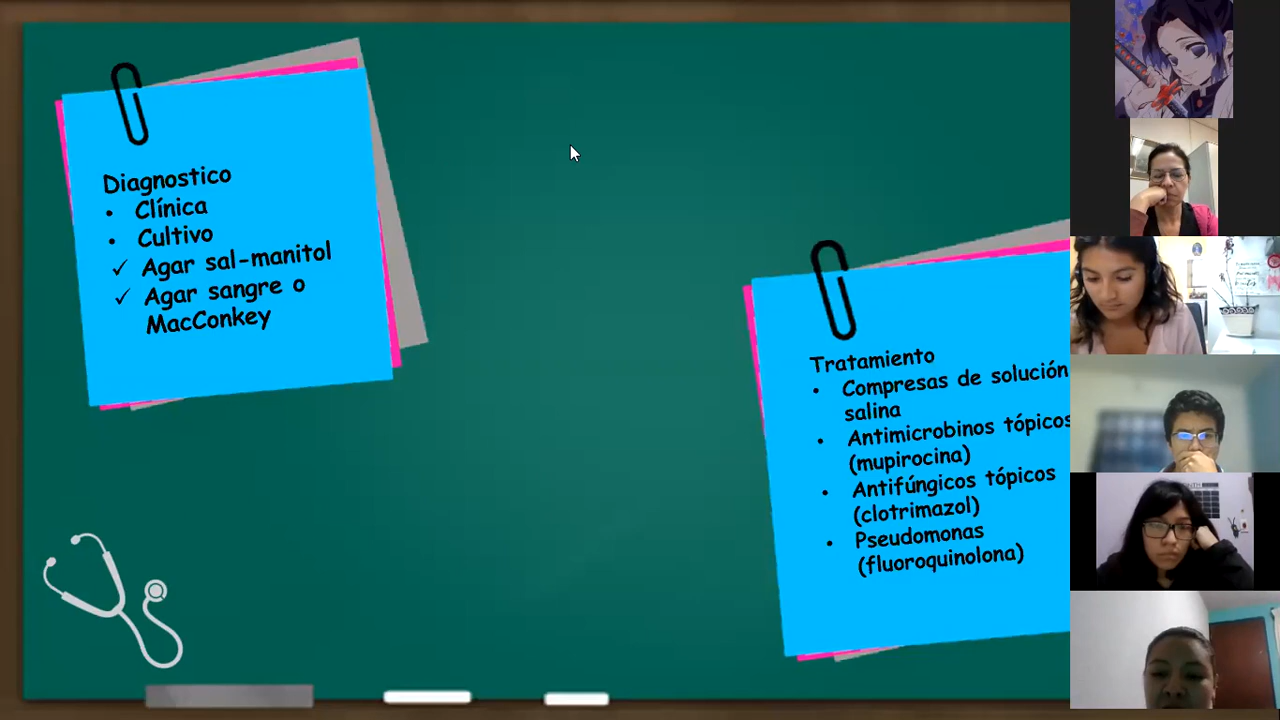 Diagnostico
• Clínica
• Cultivo
✓ Agar sal-manitol
✓ Agar sangre o
MacConkey
Tratamiento
• Compresas de solución
salina
• Antimicrobinos tópicos
(mupirocina)
• Antifúngicos tópicos
(clotrimazol)
• Pseudomonas
(fluoroquinolona)